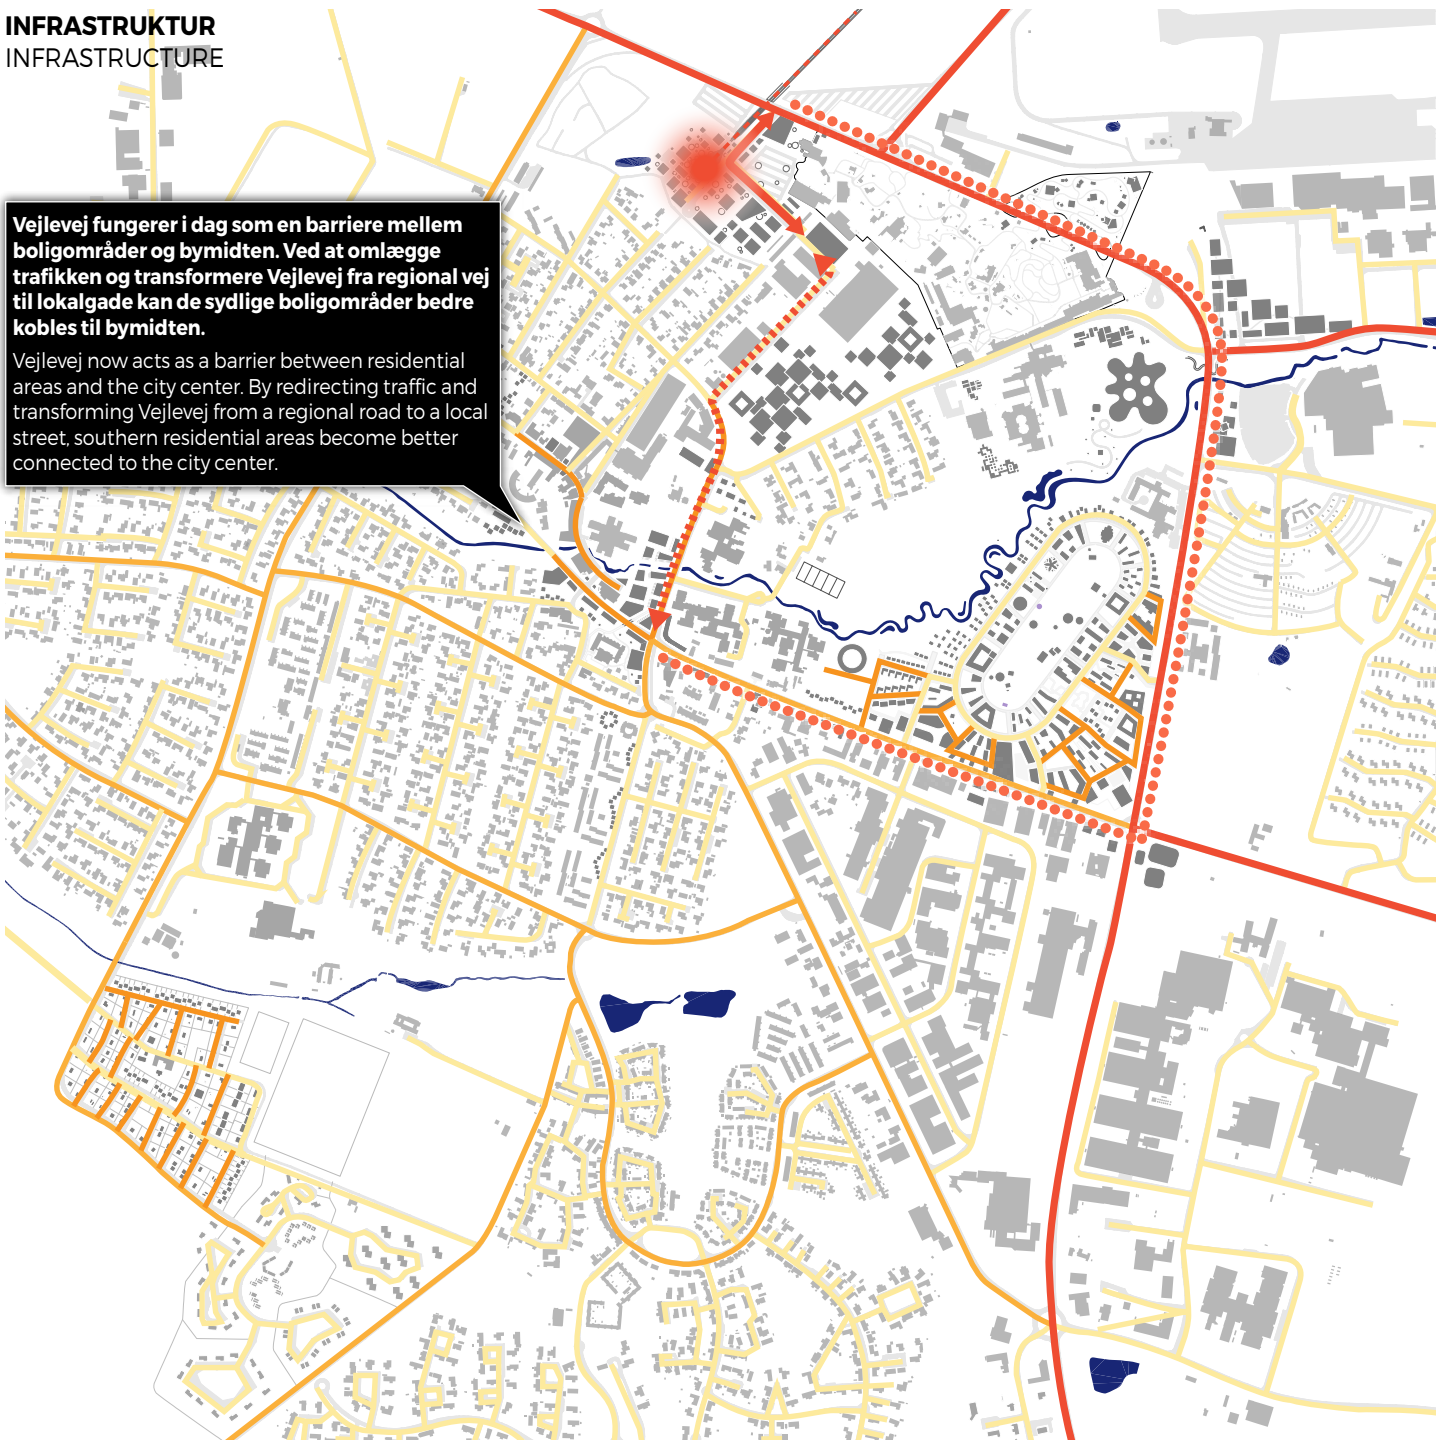 INFRASTRUKTUR
INFRASTRUCTURE
Vejlevej fungerer i dag som en barriere mellem
boligområder og bymidten. Ved at omlægge
trafikken og transformere Vejlevej fra regional vej
til lokalgade kan de sydlige boligområder bedre
kobles til bymidten.
Vejlevej now acts as a barrier between residential
areas and the city center. By redirecting traffic and
transforming Vejlevej from a regional road to a local
street, southern residential areas become better
connected to the city center.